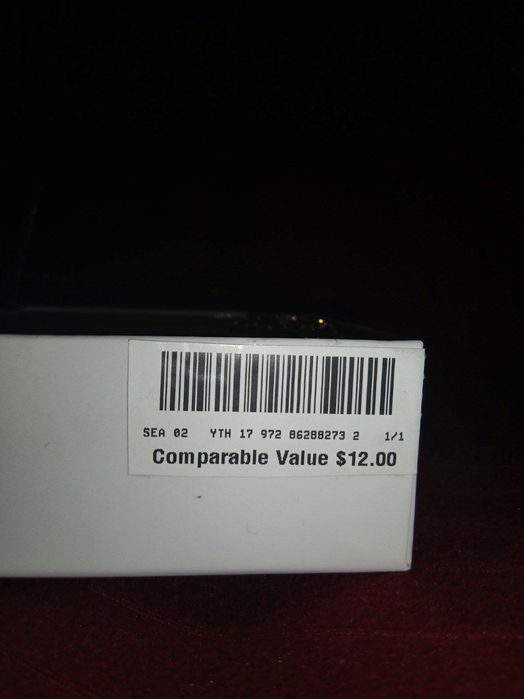 SEA 02 YTH 17 972 86288273 2 1/1
Comparable Value $12.00